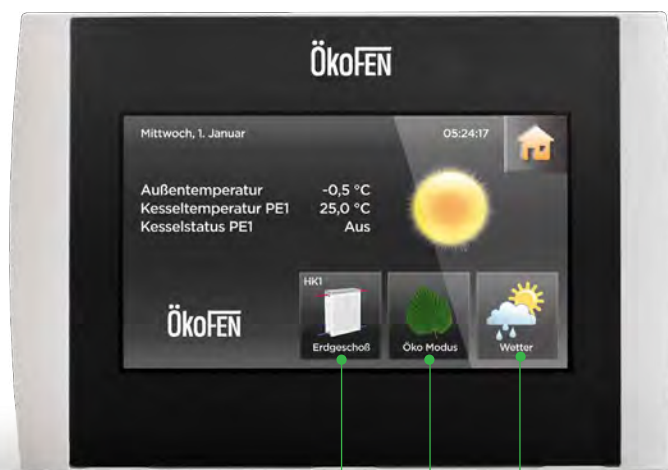 ÖkoFEN
Mittwoch, 1. Januar 05:24:17
Außentemperatur -0,5 °C
Kesseltemperatur PE1 25,0 °C
Kesselstatus PE1 Aus
HK1
ÖkoFEN
Erdgeschoß Öko Modus Wetter